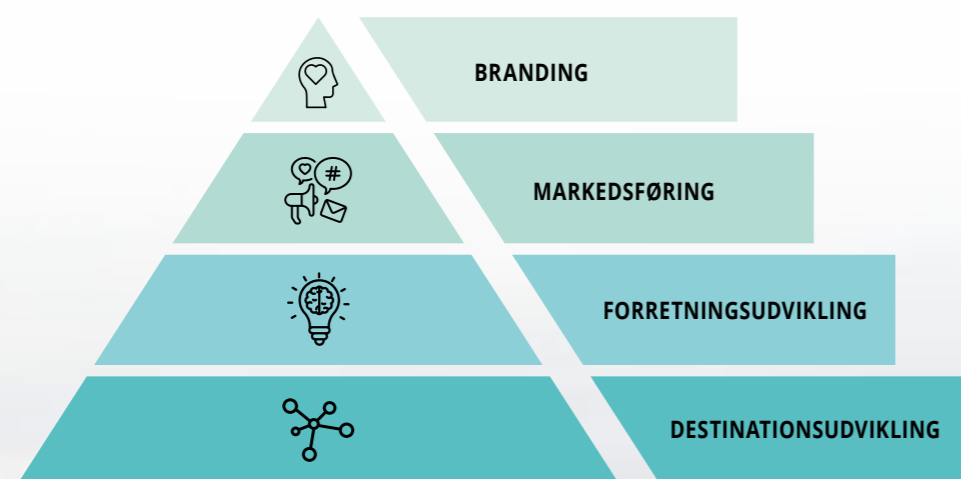 BRANDING
#
MARKEDSFØRING
FORRETNINGSUDVIKLING
DESTINATIONSUDVIKLING